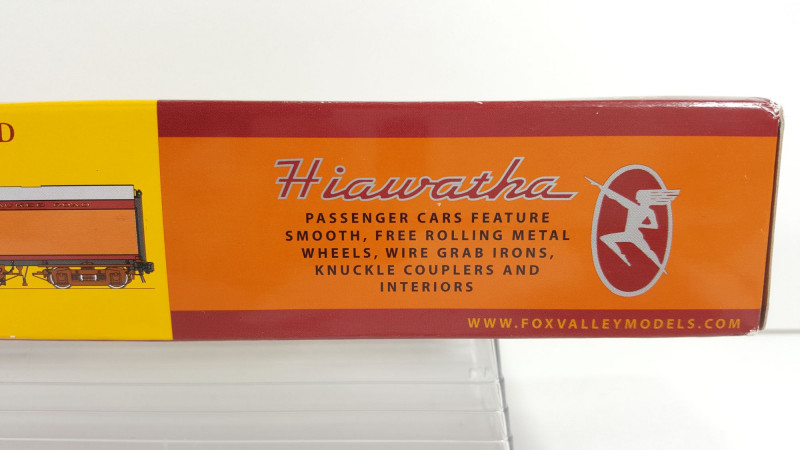 Hiawatha
PASSENGER CARS FEATURE
SMOOTH, FREE ROLLING METAL
WHEELS, WIRE GRAB IRONS,
KNUCKLE COUPLERS AND
INTERIORS
WWW.FOXVALLEYMODELS.COM